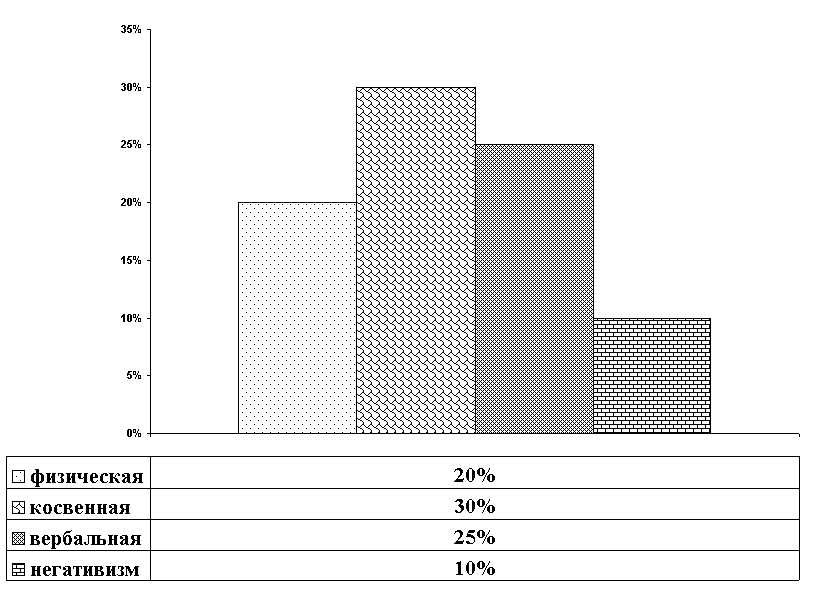 35%
30%
25%
20%
15%
10%
5%
0%
физическая 20%
косвенная 30%
вербальная 25%
негативизм 10%